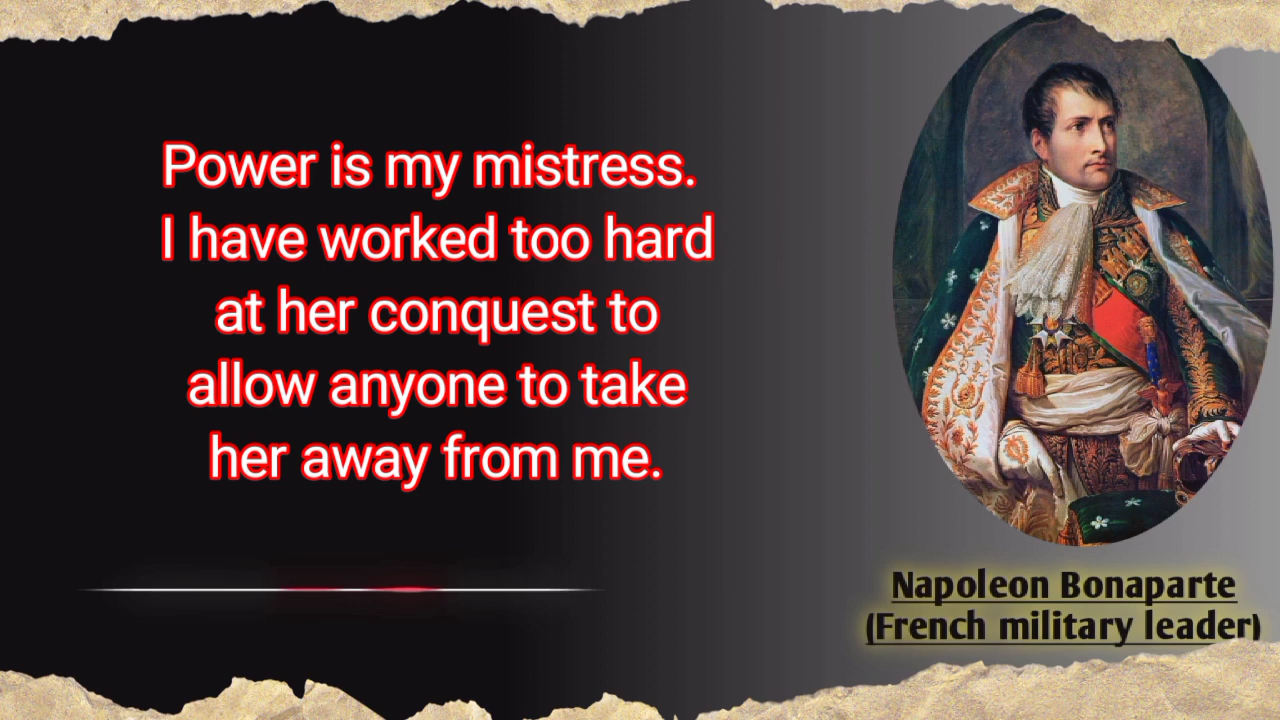 Power is my mistress.
I have worked too hard
at her conquest to
allow anyone to take
her away from me.
Napoleon Bonaparte
(French military leader)